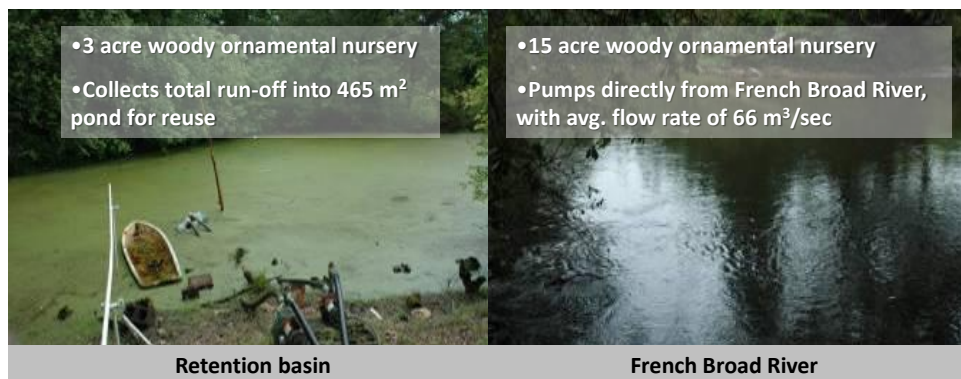 •3 acre woody ornamental nursery
•Collects total run-off into 465 m²
pond for reuse
•15 acre woody ornamental nursery
•Pumps directly from French Broad River,
with avg. flow rate of 66 m³/sec
Retention basin
French Broad River